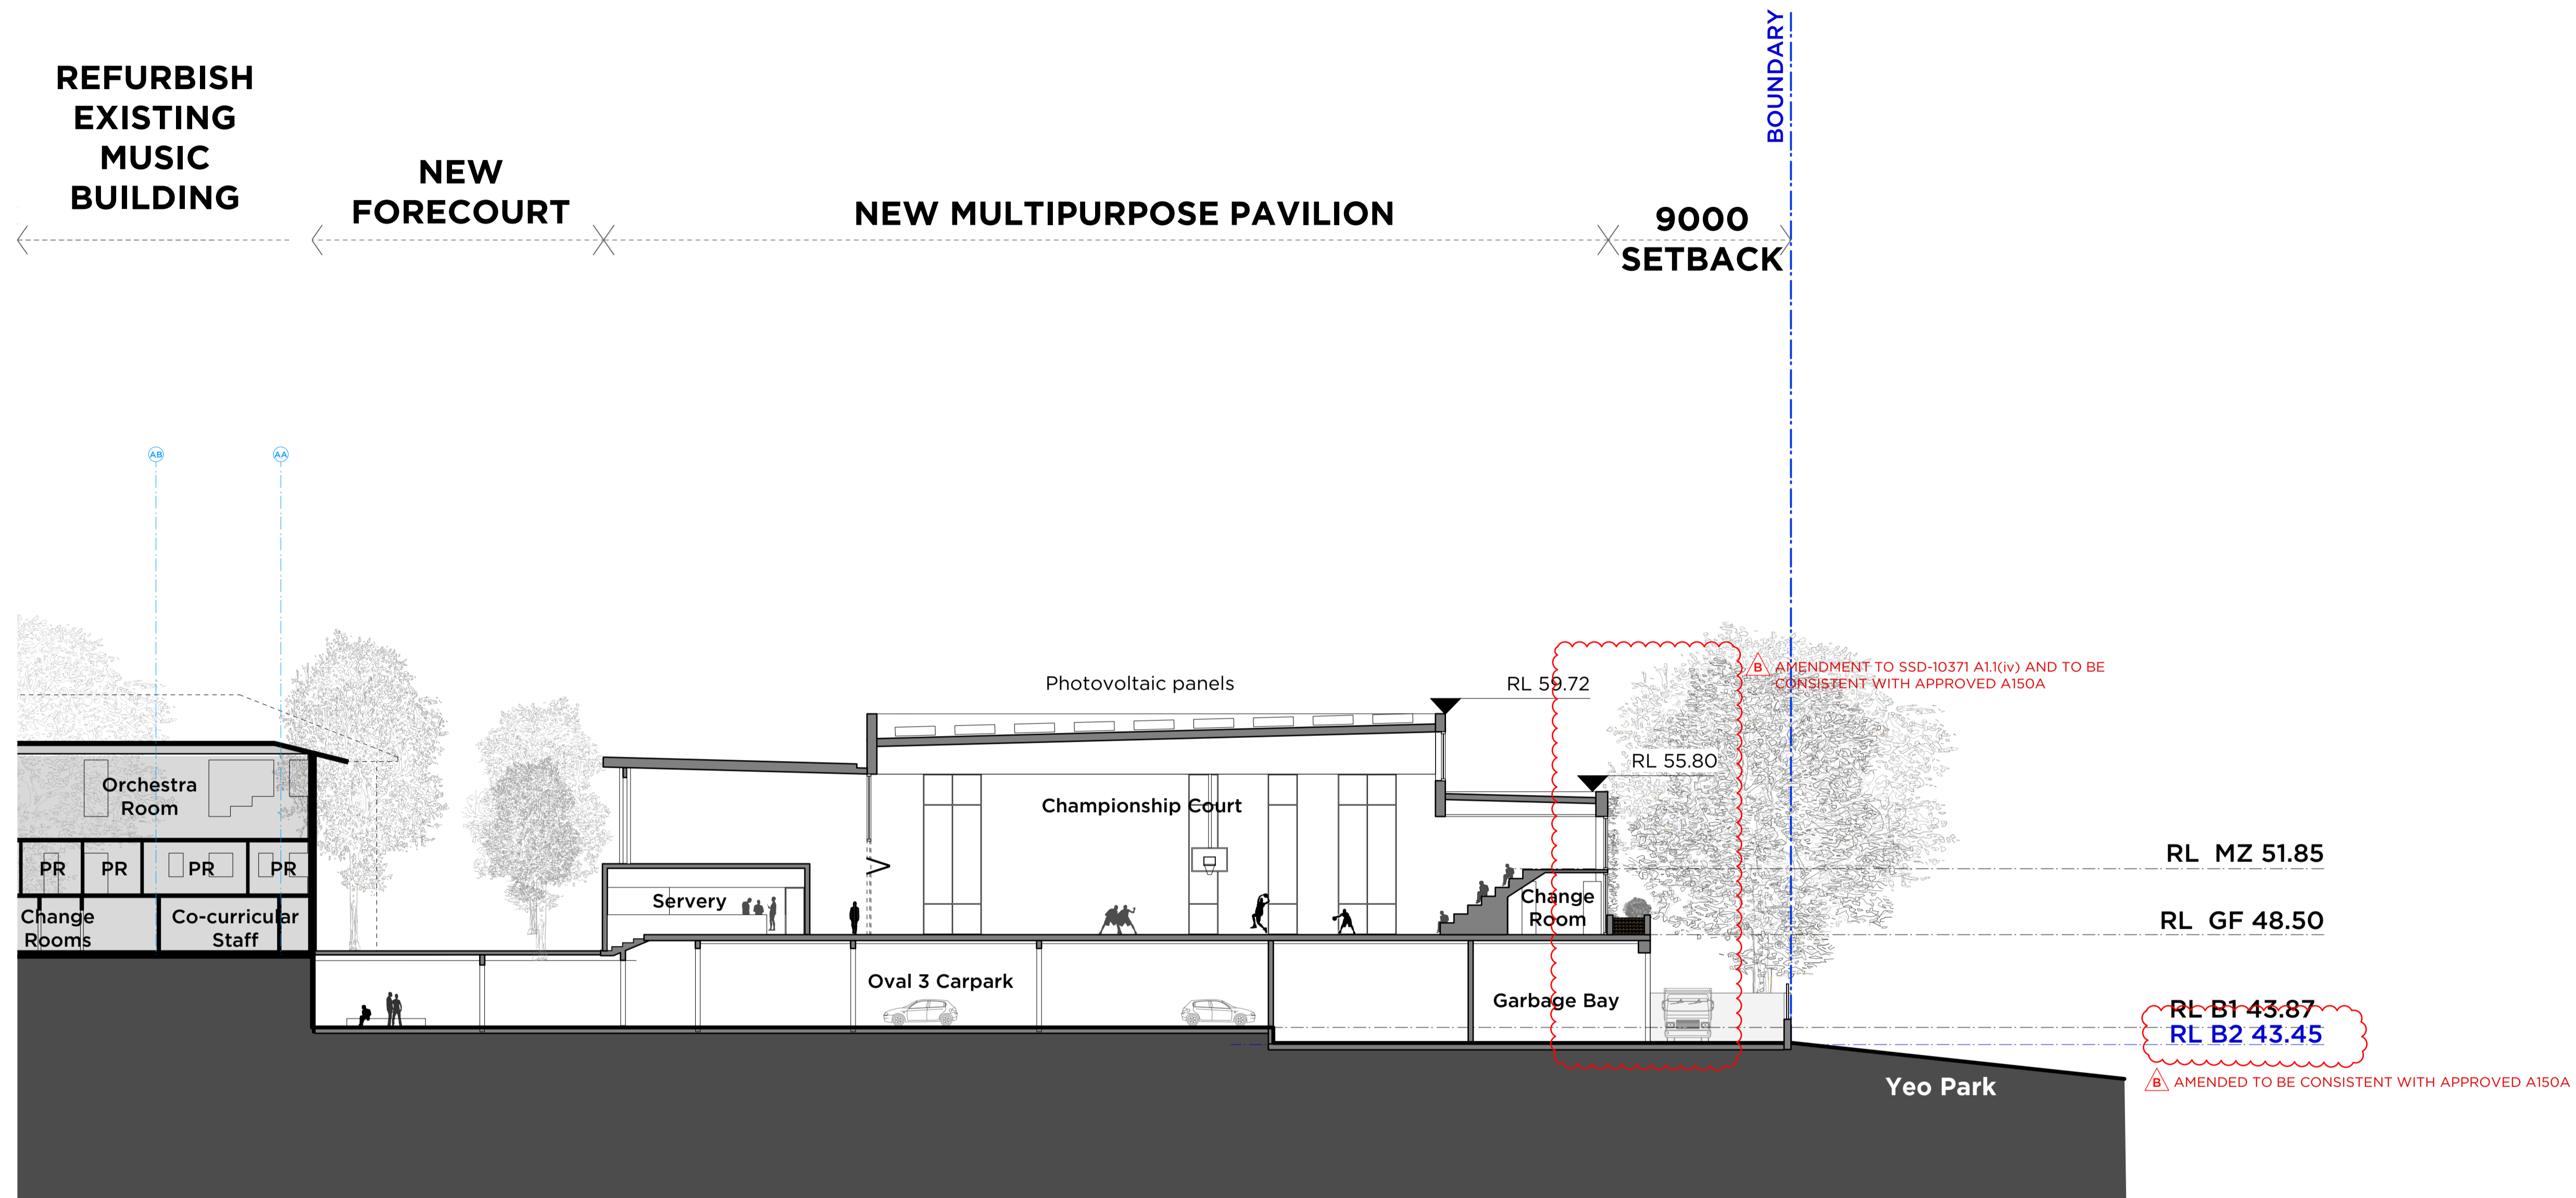 BOUNDARY
REFURBISH
EXISTING
MUSIC
BUILDING
NEW
FORECOURT
NEW MULTIPURPOSE PAVILION
9000
SETBACK
AB
AA
B
AMENDMENT TO SSD-10371 A1.1(iv) AND TO BE
CONSISTENT WITH APPROVED A150A
Photovoltaic panels
RL 59.72
RL 55.80
Orchestra
Room
Championship Court
RL MZ 51.85
PR
PR
PR
PR
Servery
Change
Room
Change
Rooms
Co-curricular
Staff
RL GF 48.50
Oval 3 Carpark
Garbage Bay
RL B1 43.87
RL B2 43.45
B
AMENDED TO BE CONSISTENT WITH APPROVED A150A
Yeo Park